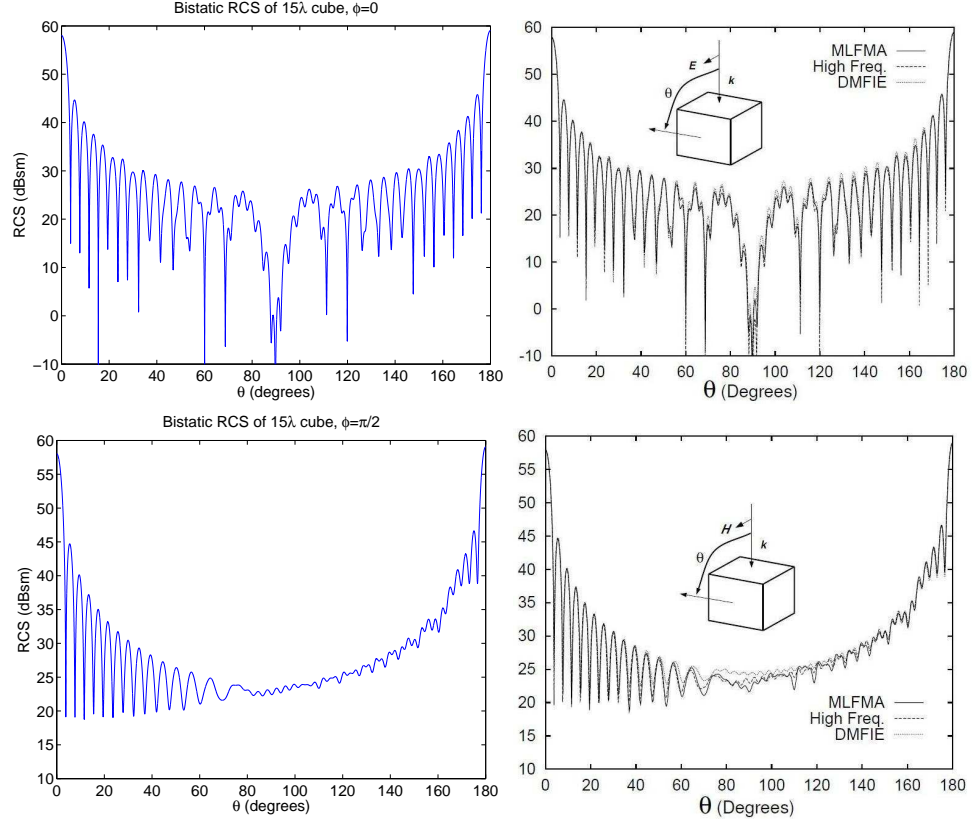 Bistatic RCS of 15λ cube, ϕ=0
60
50
40
30
20
10
0
−10
RCS (dBsm)
0 20 40 60 80 100 120 140 160 180
θ (degrees)
60
50
40
30
20
10
0
-10
MLFMA
High Freq.
DMFIE
E
k
θ
0 20 40 60 80 100 120 140 160 180
θ (Degrees)
Bistatic RCS of 15λ cube, ϕ=π/2
60
55
50
45
40
35
30
25
20
15
10
RCS (dBsm)
0 20 40 60 80 100 120 140 160 180
θ (degrees)
60
55
50
45
40
35
30
25
20
15
10
H
k
θ
MLFMA
High Freq.
DMFIE
0 20 40 60 80 100 120 140 160 180
θ (Degrees)